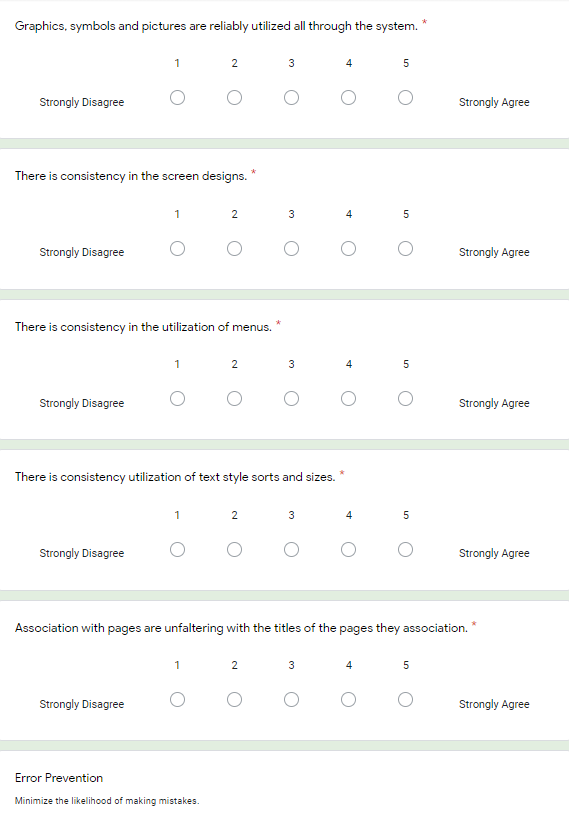 Graphics, symbols and pictures are reliably utilized all through the system. *
1 2 3 4 5
Strongly Disagree Strongly Agree
There is consistency in the screen designs. *
1 2 3 4 5
Strongly Disagree Strongly Agree
There is consistency in the utilization of menus. *
1 2 3 4 5
Strongly Disagree Strongly Agree
There is consistency utilization of text style sorts and sizes. *
1 2 3 4 5
Strongly Disagree Strongly Agree
Association with pages are unfaltering with the titles of the pages they association. *
1 2 3 4 5
Strongly Disagree Strongly Agree
Error Prevention
Minimize the likelihood of making mistakes.